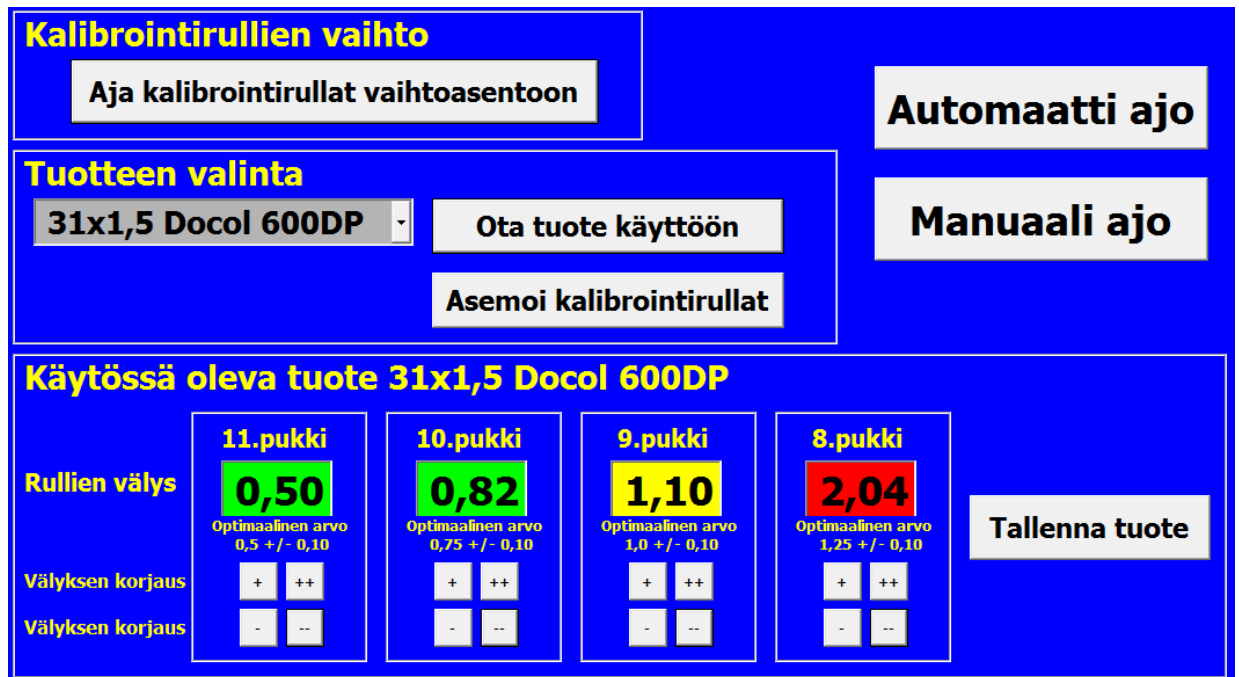 Kalibrointirullien vaihto
Aja kalibrointirullat vaihtoasentoon
Automaatti ajo
Tuotteen valinta
31x1,5 Docol 600DP
Ota tuote käyttöön
Manuaali ajo
Asemoi kalibrointirullat
Käytössä oleva tuote 31x1,5 Docol 600DP
11.pukki 10.pukki 9.pukki 8.pukki
Rullien välys 0,50 0,82 1,10 2,04
Optimaalinen arvo Optimaalinen arvo Optimaalinen arvo Optimaalinen arvo
0,5 +/- 0,10 0,75 +/- 0,10 1,0 +/- 0,10 1,25 +/- 0,10
Tallenna tuote
Välyksen korjaus + ++ + ++ + ++ + ++
Välyksen korjaus - -- - -- - -- - --